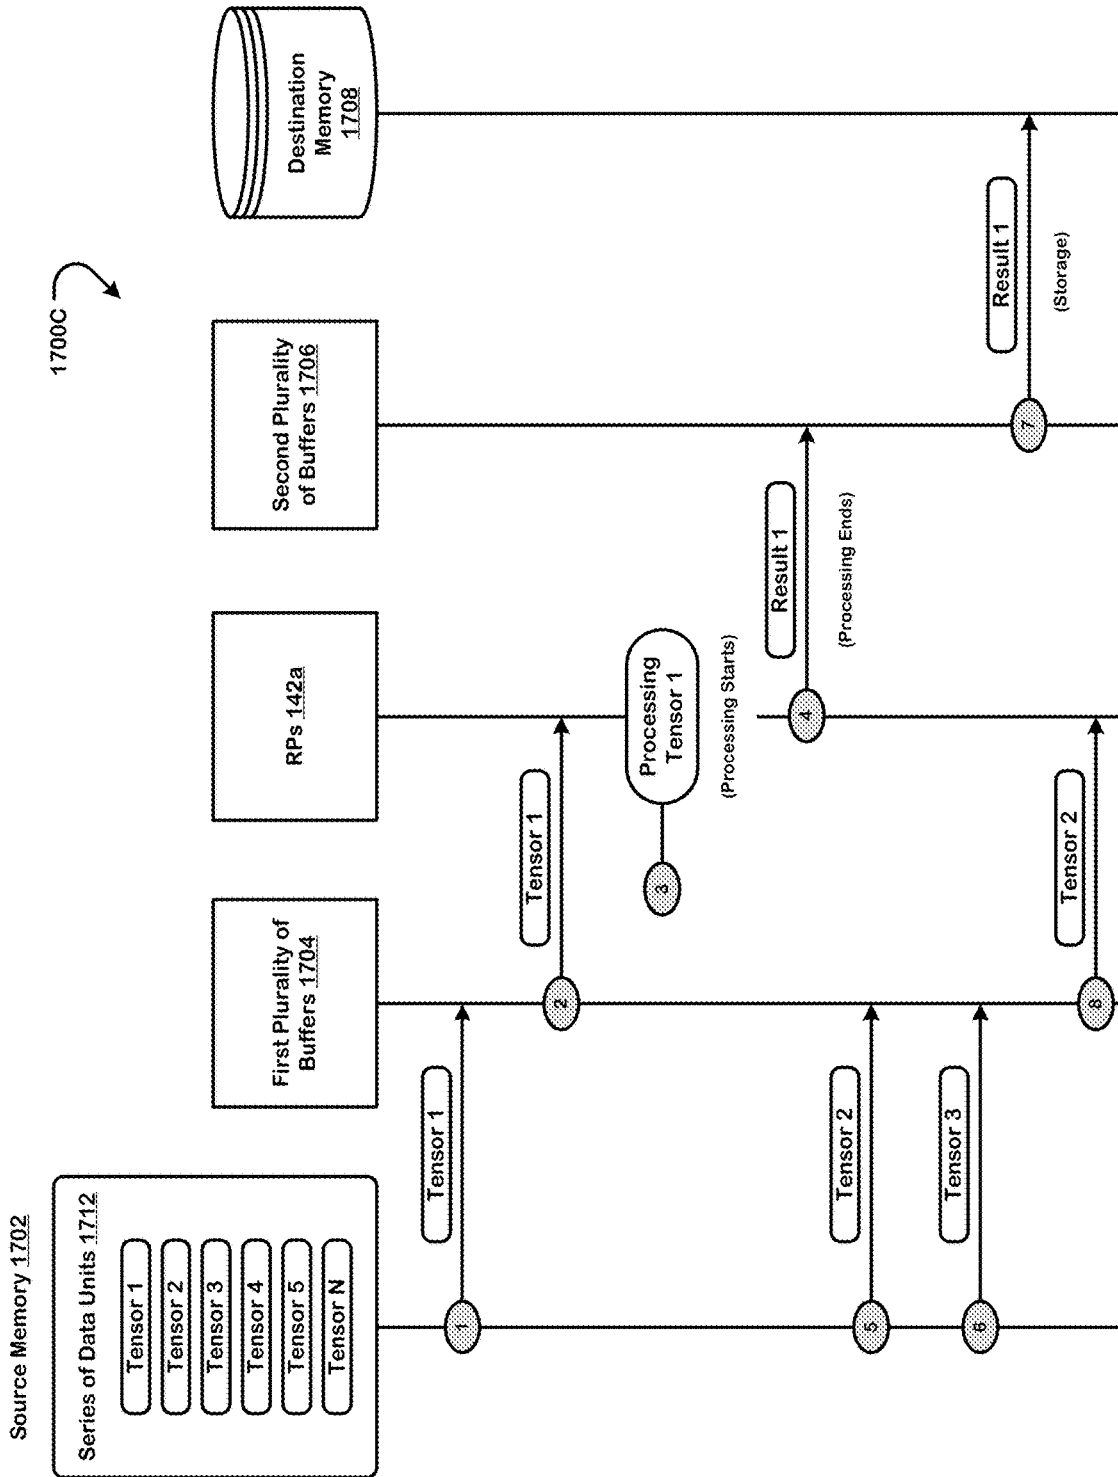 1700C
Source Memory 1702
Series of Data Units 1712
Tensor 1
Tensor 2
Tensor 3
Tensor 4
Tensor 5
Tensor N
First Plurality of
Buffers 1704
RPs 142a
Second Plurality
of Buffers 1706
Destination
Memory
1708
1
Tensor 1
2
Tensor 1
3
Processing
Tensor 1
(Processing Starts)
4
Result 1
(Processing Ends)
5
Tensor 2
6
Tensor 3
7
Result 1
(Storage)
8
Tensor 2